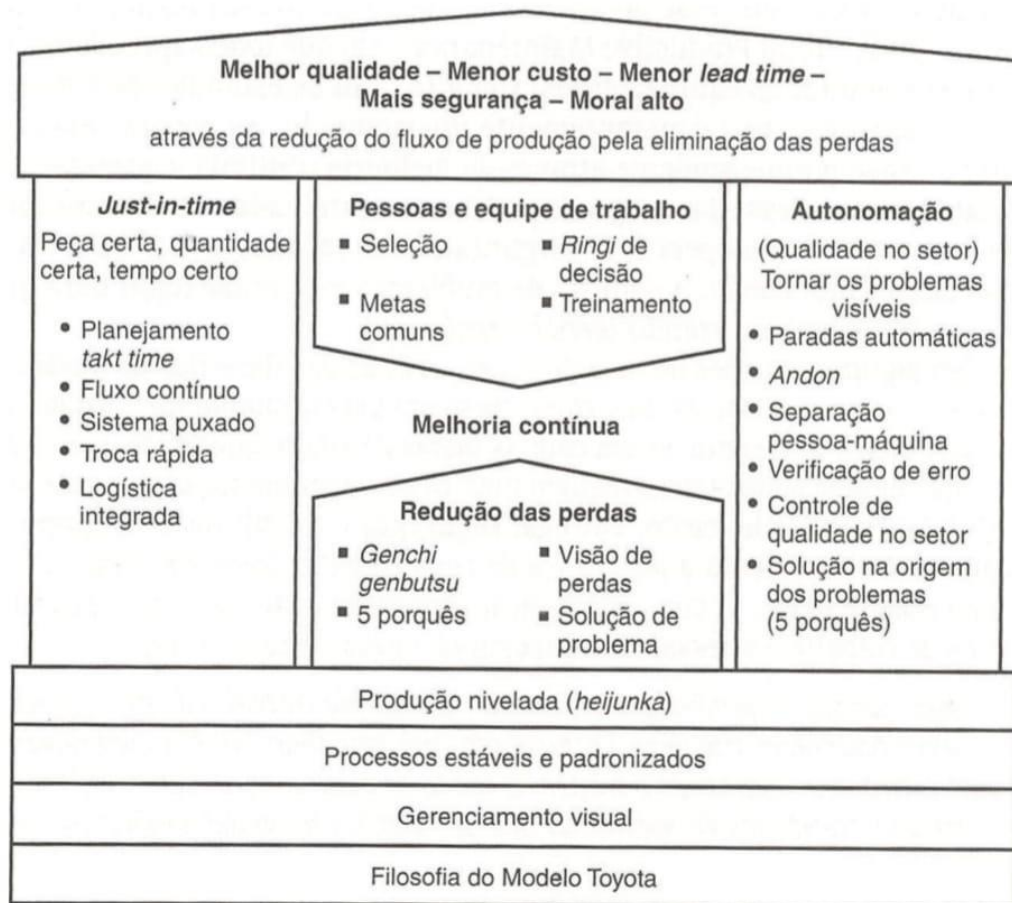 Melhor qualidade – Menor custo – Menor lead time –
Mais segurança – Moral alto
através da redução do fluxo de produção pela eliminação das perdas
Just-in-time
Peça certa, quantidade
certa, tempo certo
• Planejamento
takt time
• Fluxo contínuo
• Sistema puxado
• Troca rápida
• Logística
integrada
Pessoas e equipe de trabalho
▪ Seleção
▪ Metas
comuns
▪ Ringi de
decisão
▪ Treinamento
Melhoria contínua
Redução das perdas
▪ Genchi
genbutsu
▪ 5 porquês
▪ Visão de
perdas
▪ Solução de
problema
Autonomação
(Qualidade no setor)
Tornar os problemas
visíveis
• Paradas automáticas
• Andon
• Separação
pessoa-máquina
• Verificação de erro
• Controle de
qualidade no setor
• Solução na origem
dos problemas
(5 porquês)
Produção nivelada (heijunka)
Processos estáveis e padronizados
Gerenciamento visual
Filosofia do Modelo Toyota